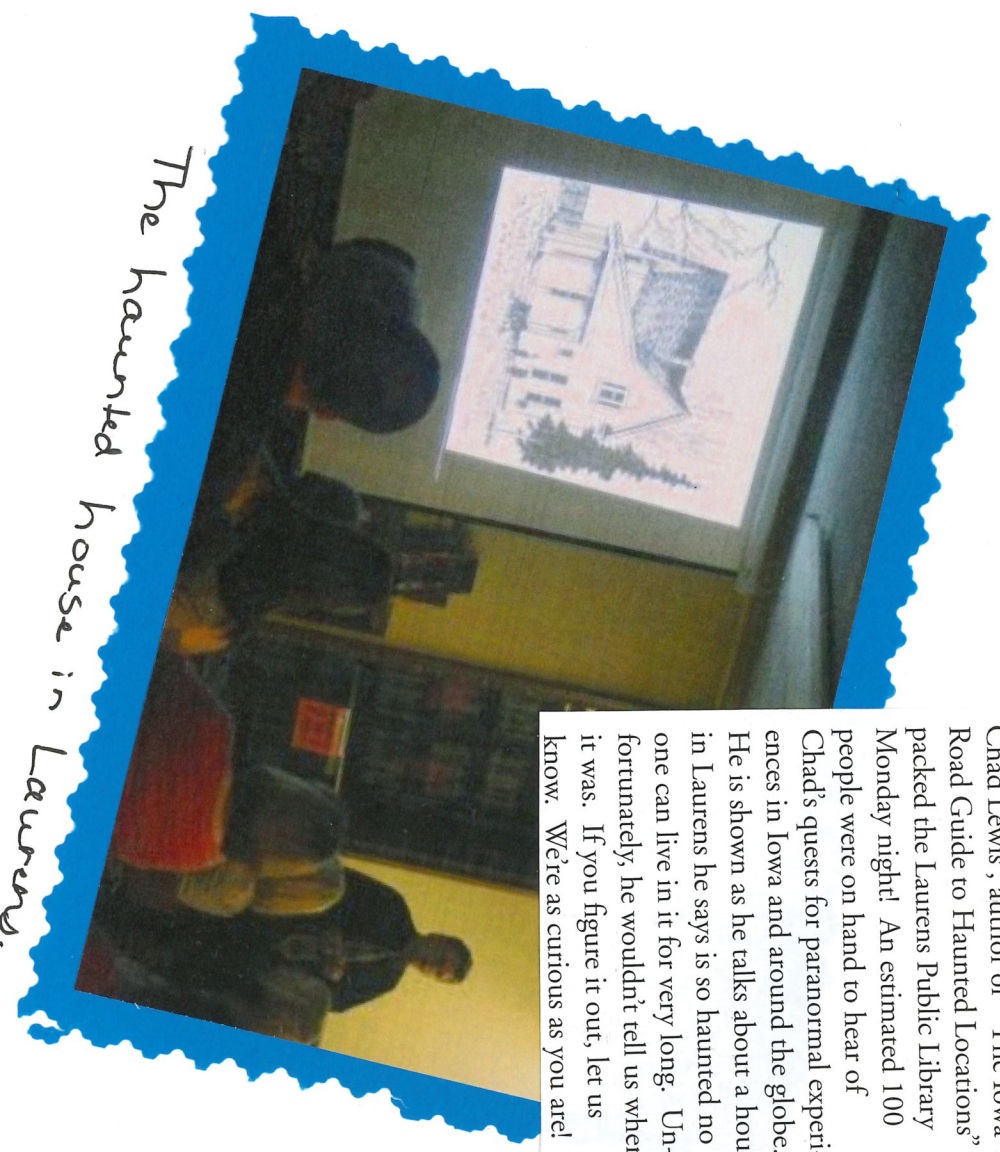 The haunted house in Laurens.
Chad Lewis, author of "The Iowa
Road Guide to Haunted Locations"
packed the Laurens Public Library
Monday night! An estimated 100
people were on hand to hear of
Chad's quests for paranormal experi-
ences in Iowa and around the globe.
He is shown as he talks about a hou
in Laurens he says is so haunted no
one can live in it for very long. Un-
fortunately, he wouldn't tell us wher
it was. If you figure it out, let us
know. We're as curious as you are!